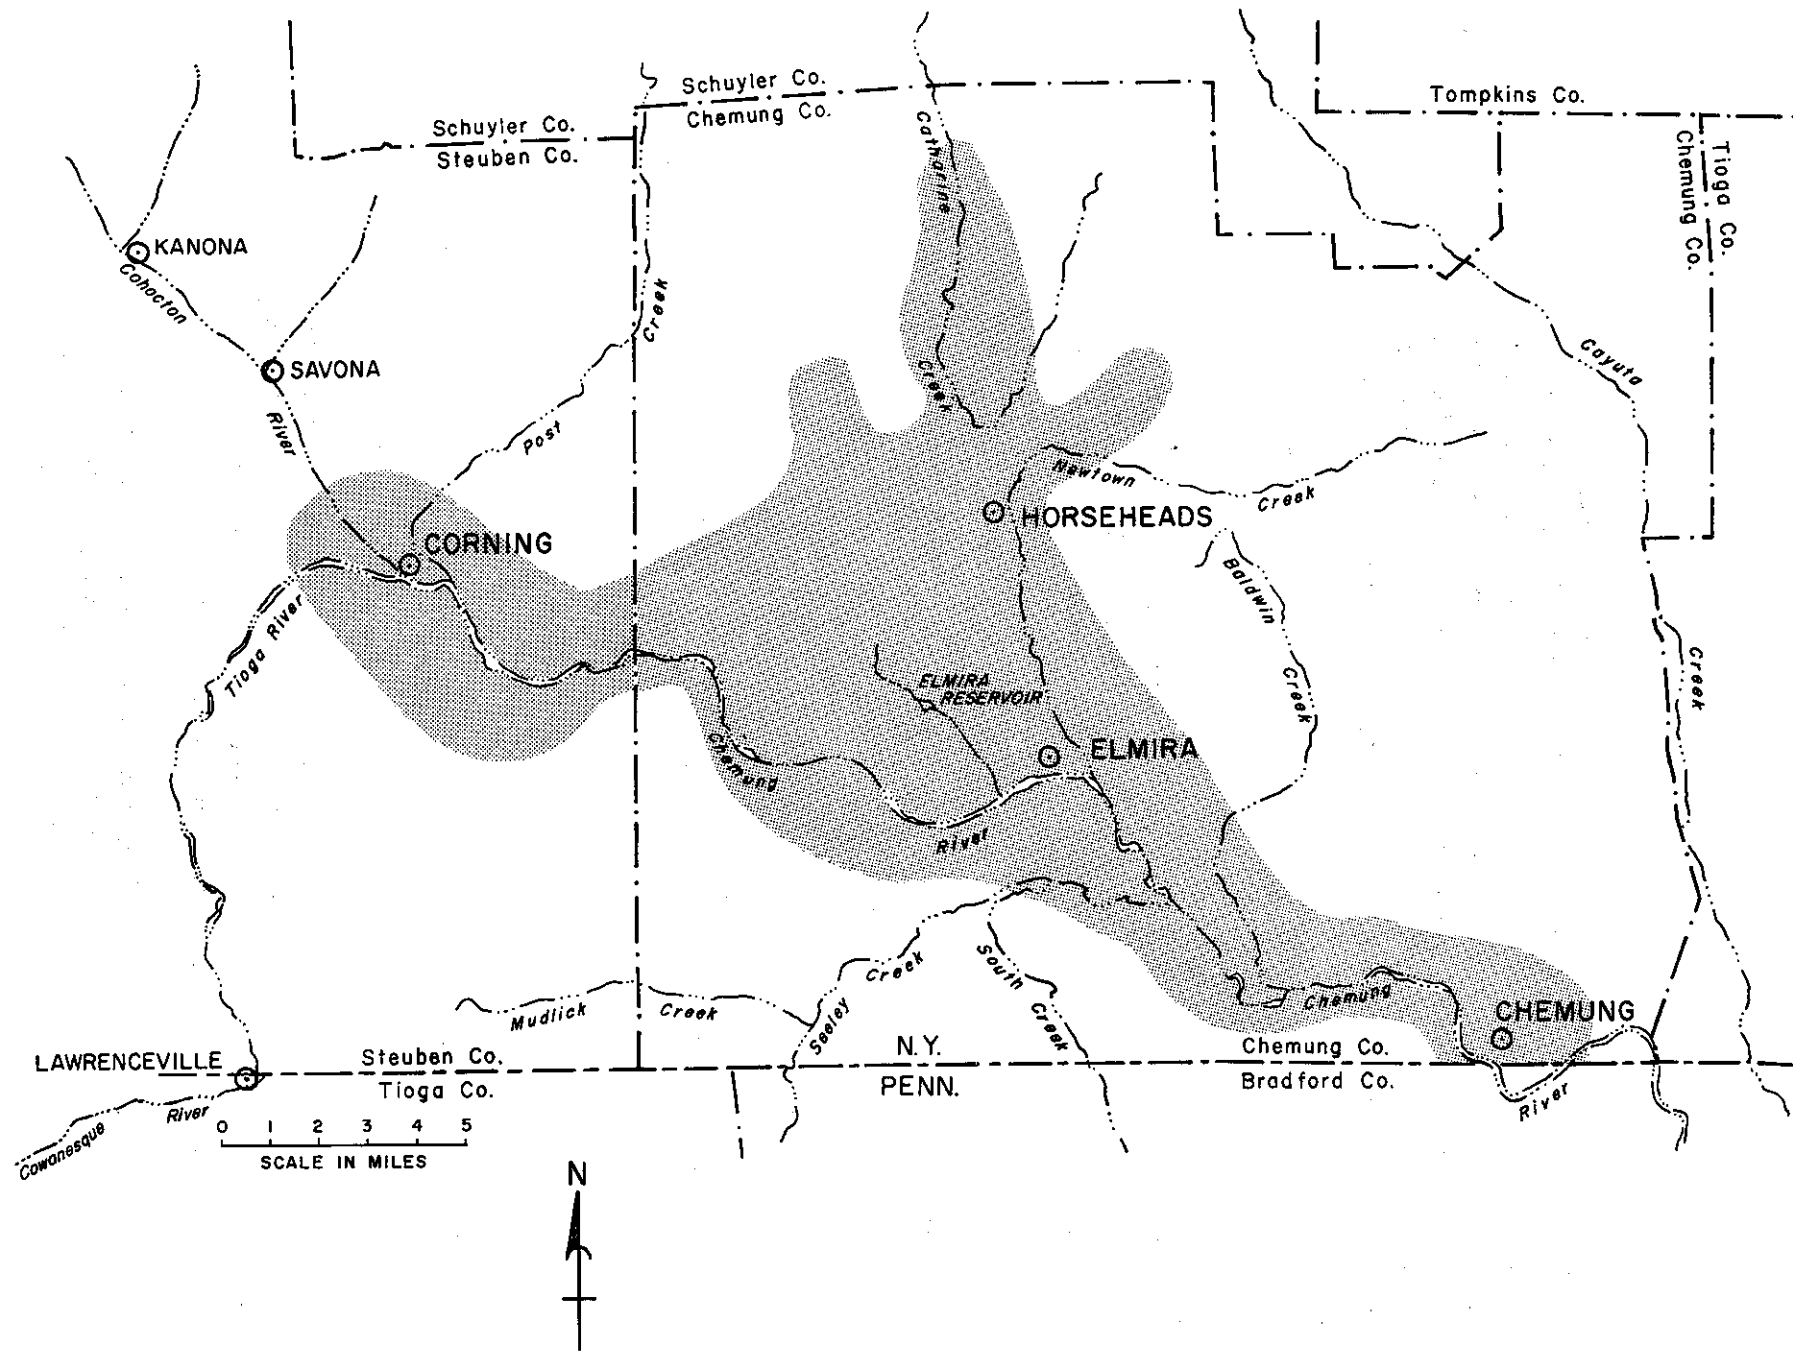 Schuyler Co.
Chemung Co.
Schuyler Co.
Steuben Co.
Tompkins Co.
Tioga Co.
Chemung Co.
Catharine
Creek
KANONA
Cohocton
River
SAVONA
Post
Creek
Cayuta
Creek
CORNING
Newtown
Creek
HORSEHEADS
Baldwin
Creek
Tioga River
ELMIRA
RESERVOIR
ELMIRA
Chemung
River
Seeley
Creek
South
Creek
Mudlick
Creek
Chemung
River
CHEMUNG
LAWRENCEVILLE
Steuben Co.
Tioga Co.
N.Y.
PENN.
Chemung Co.
Bradford Co.
Cowanesque
River
0 1 2 3 4 5
SCALE IN MILES
N